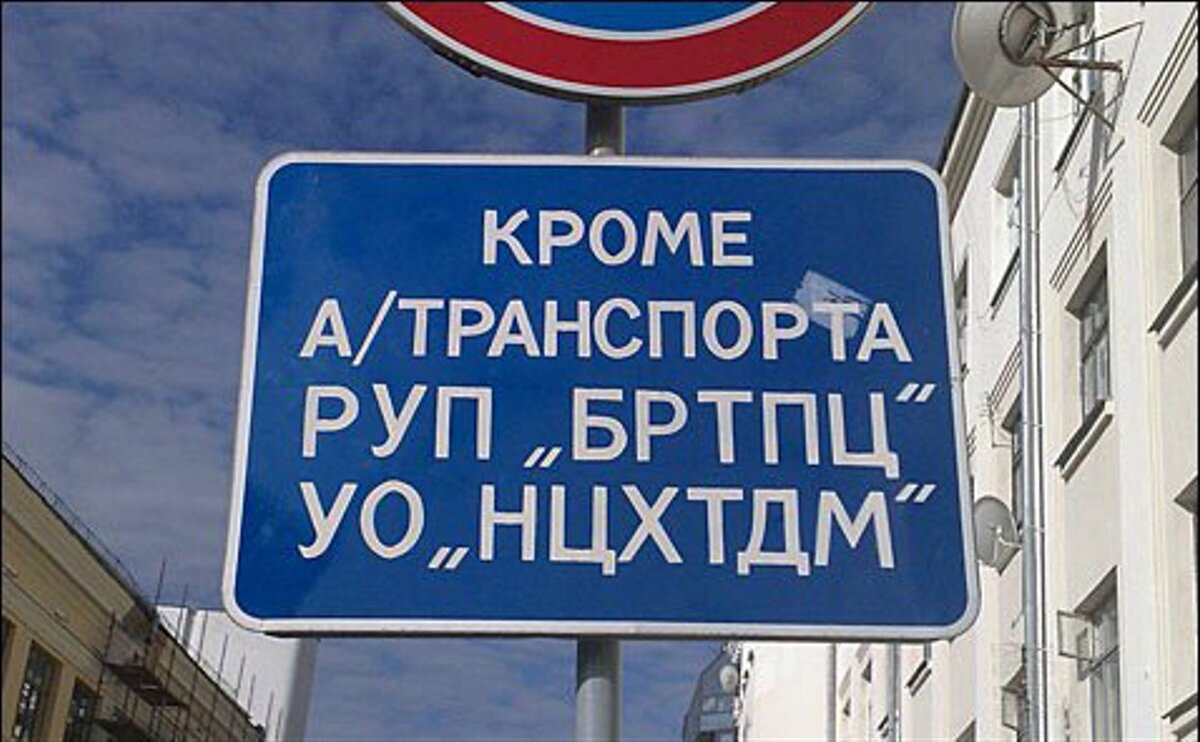 КРОМЕ
А/ТРАНСПОРТА
РУП „БРТПЦ“
УО „НЦХТДМ“